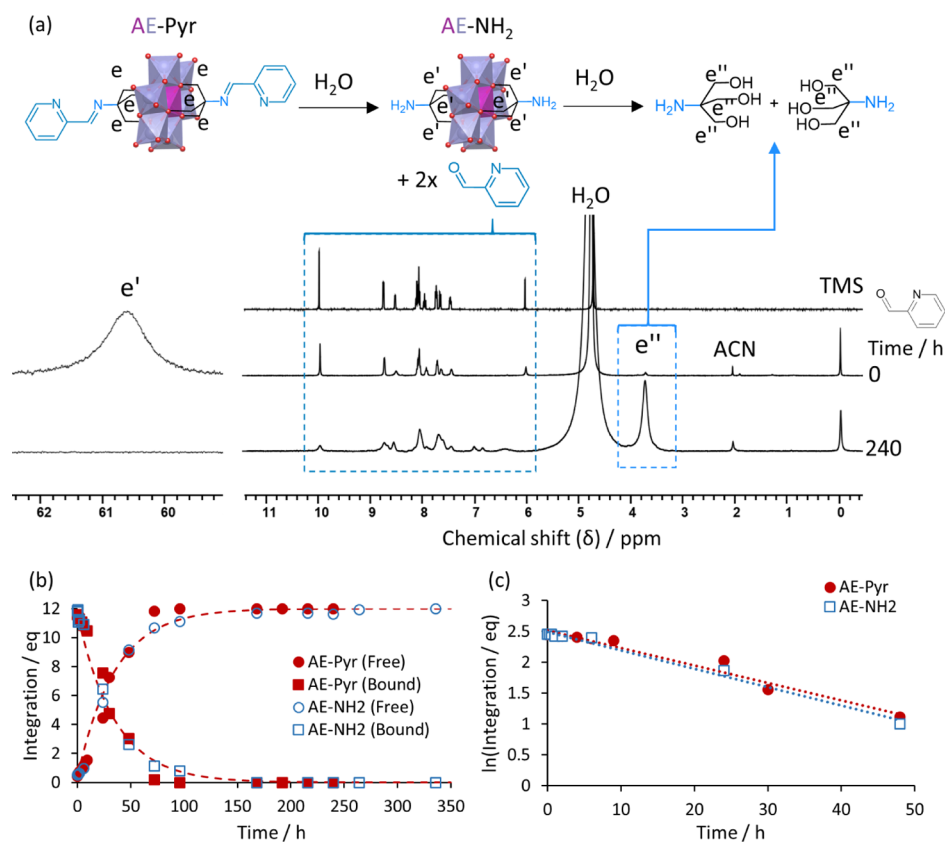 (a)
AE-Pyr
AE-NH2
e
e
e
e
e
N
N
N
N
H2O
e'
e'
e'
e'
e'
e'
H2N
NH2
H2O
e''
OH
OH
OH
e''
e''
H2N
+
e''
HO
HO
HO
e''
e''
NH2
+ 2x
O
N
H2O
e'
TMS
O
N
e''
ACN
Time / h
0
240
62
61
60
11
10
9
8
7
6
5
4
3
2
1
0
Chemical shift (δ) / ppm
(b)
Integration / eq
12
10
8
6
4
2
0
AE-Pyr (Free)
AE-Pyr (Bound)
AE-NH2 (Free)
AE-NH2 (Bound)
0
50
100
150
200
250
300
350
Time / h
(c)
AE-Pyr
AE-NH2
ln(Integration / eq)
3
2.5
2
1.5
1
0.5
0
0
10
20
30
40
50
Time / h